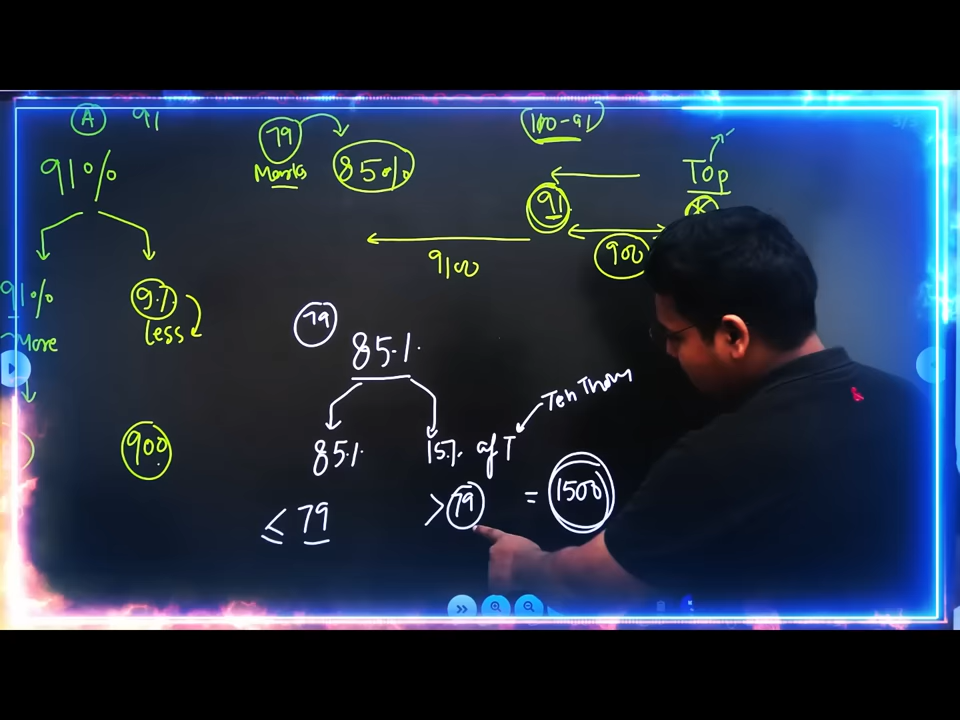 A 91
79
100-91
Marks 85%
Top
91%
91
9100
900
91% 9%
More less
79
85%
Ten Thou
85% 15% of T
900
≤ 79 > 79 = 1500